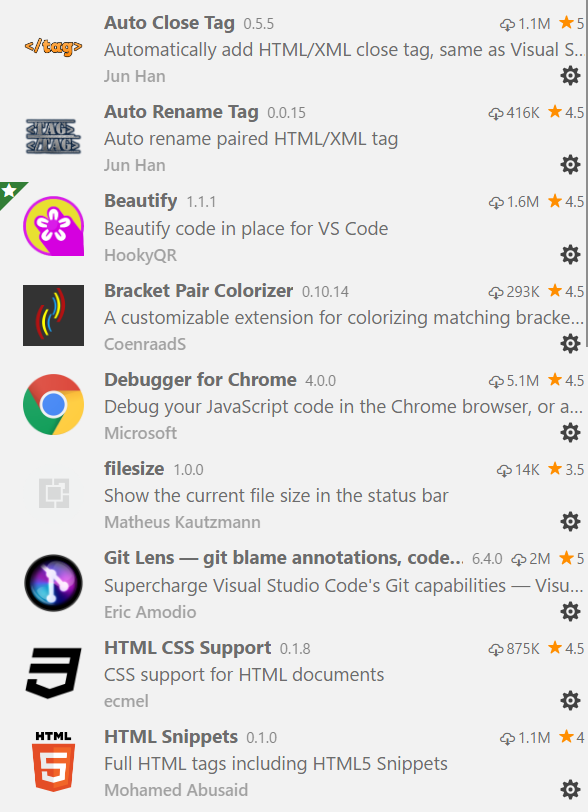 Auto Close Tag 0.5.5 1.1M 5
</tag> Automatically add HTML/XML close tag, same as Visual S...
Jun Han
Auto Rename Tag 0.0.15 416K 4.5
TAG Auto rename paired HTML/XML tag
TAG
Jun Han
Beautify 1.1.1 1.6M 4.5
Beautify code in place for VS Code
HookyQR
Bracket Pair Colorizer 0.10.14 293K 4.5
A customizable extension for colorizing matching bracke...
CoenraadS
Debugger for Chrome 4.0.0 5.1M 4.5
Debug your JavaScript code in the Chrome browser, or a...
Microsoft
filesize 1.0.0 14K 3.5
Show the current file size in the status bar
Matheus Kautzmann
Git Lens — git blame annotations, code... 6.4.0 2M 5
Supercharge Visual Studio Code's Git capabilities — Visu...
Eric Amodio
HTML CSS Support 0.1.8 875K 4.5
CSS support for HTML documents
ecmel
HTML HTML Snippets 0.1.0 1.1M 4
5 Full HTML tags including HTML5 Snippets
Mohamed Abusaid